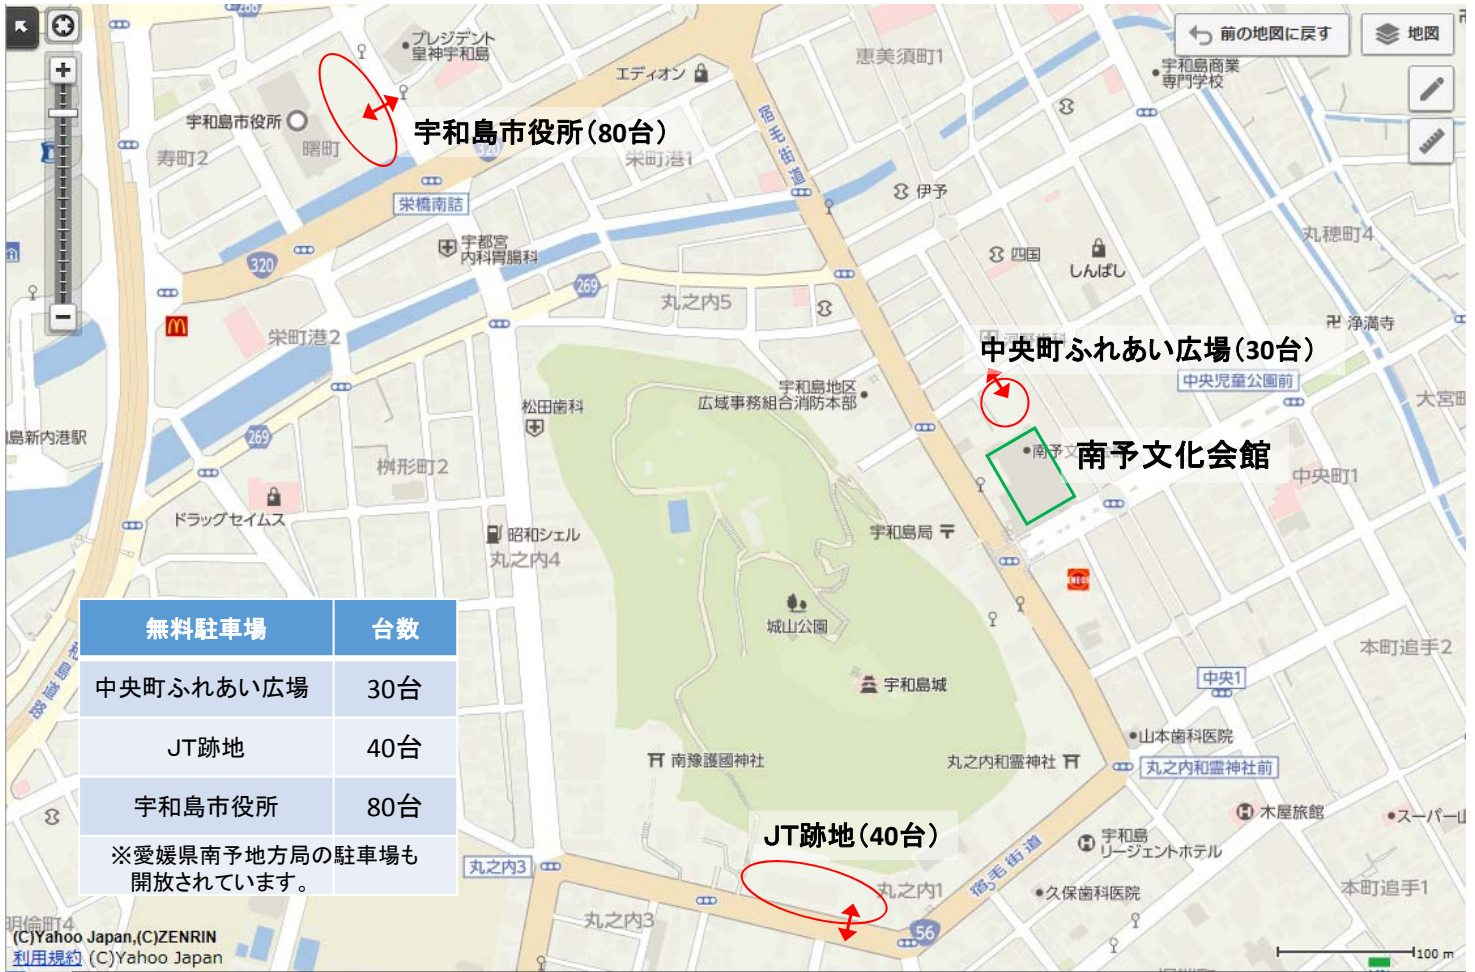 268
前の地図に戻す
地図
プレジデント
皇神宇和島
恵美須町1
エディオン
宇和島商業
専門学校
宇和島市役所
宇和島市役所(80台)
寿町2
曙町
320
栄町港1
宿毛街道
伊予
栄橋南詰
丸穂町4
宇都宮
内科胃腸科
四国
しんばし
320
269
丸之内5
栄町港2
浄満寺
中央町ふれあい広場(30台)
宇和島地区
広域事務組合消防本部
中央児童公園前
大宮町
松田歯科
島新内港駅
269
桝形町2
南予文
南予文化会館
中央町1
ドラッグセイムス
昭和シェル
丸之内4
宇和島局
ENEOS
城山公園
無料駐車場 台数
中央町ふれあい広場 30台
JT跡地 40台
宇和島市役所 80台
※愛媛県南予地方局の駐車場も
開放されています。
島道路
本町追手2
中央1
宇和島城
山本歯科医院
南豫護國神社
丸之内和霊神社
丸之内和霊神社前
木屋旅館
スーパー
JT跡地(40台)
宇和島
リージェントホテル
宿毛街道
丸之内3
丸之内1
久保歯科医院
本町追手1
丸之内3
56
明倫町4
(C)Yahoo Japan,(C)ZENRIN
利用規約 (C)Yahoo Japan
100 m